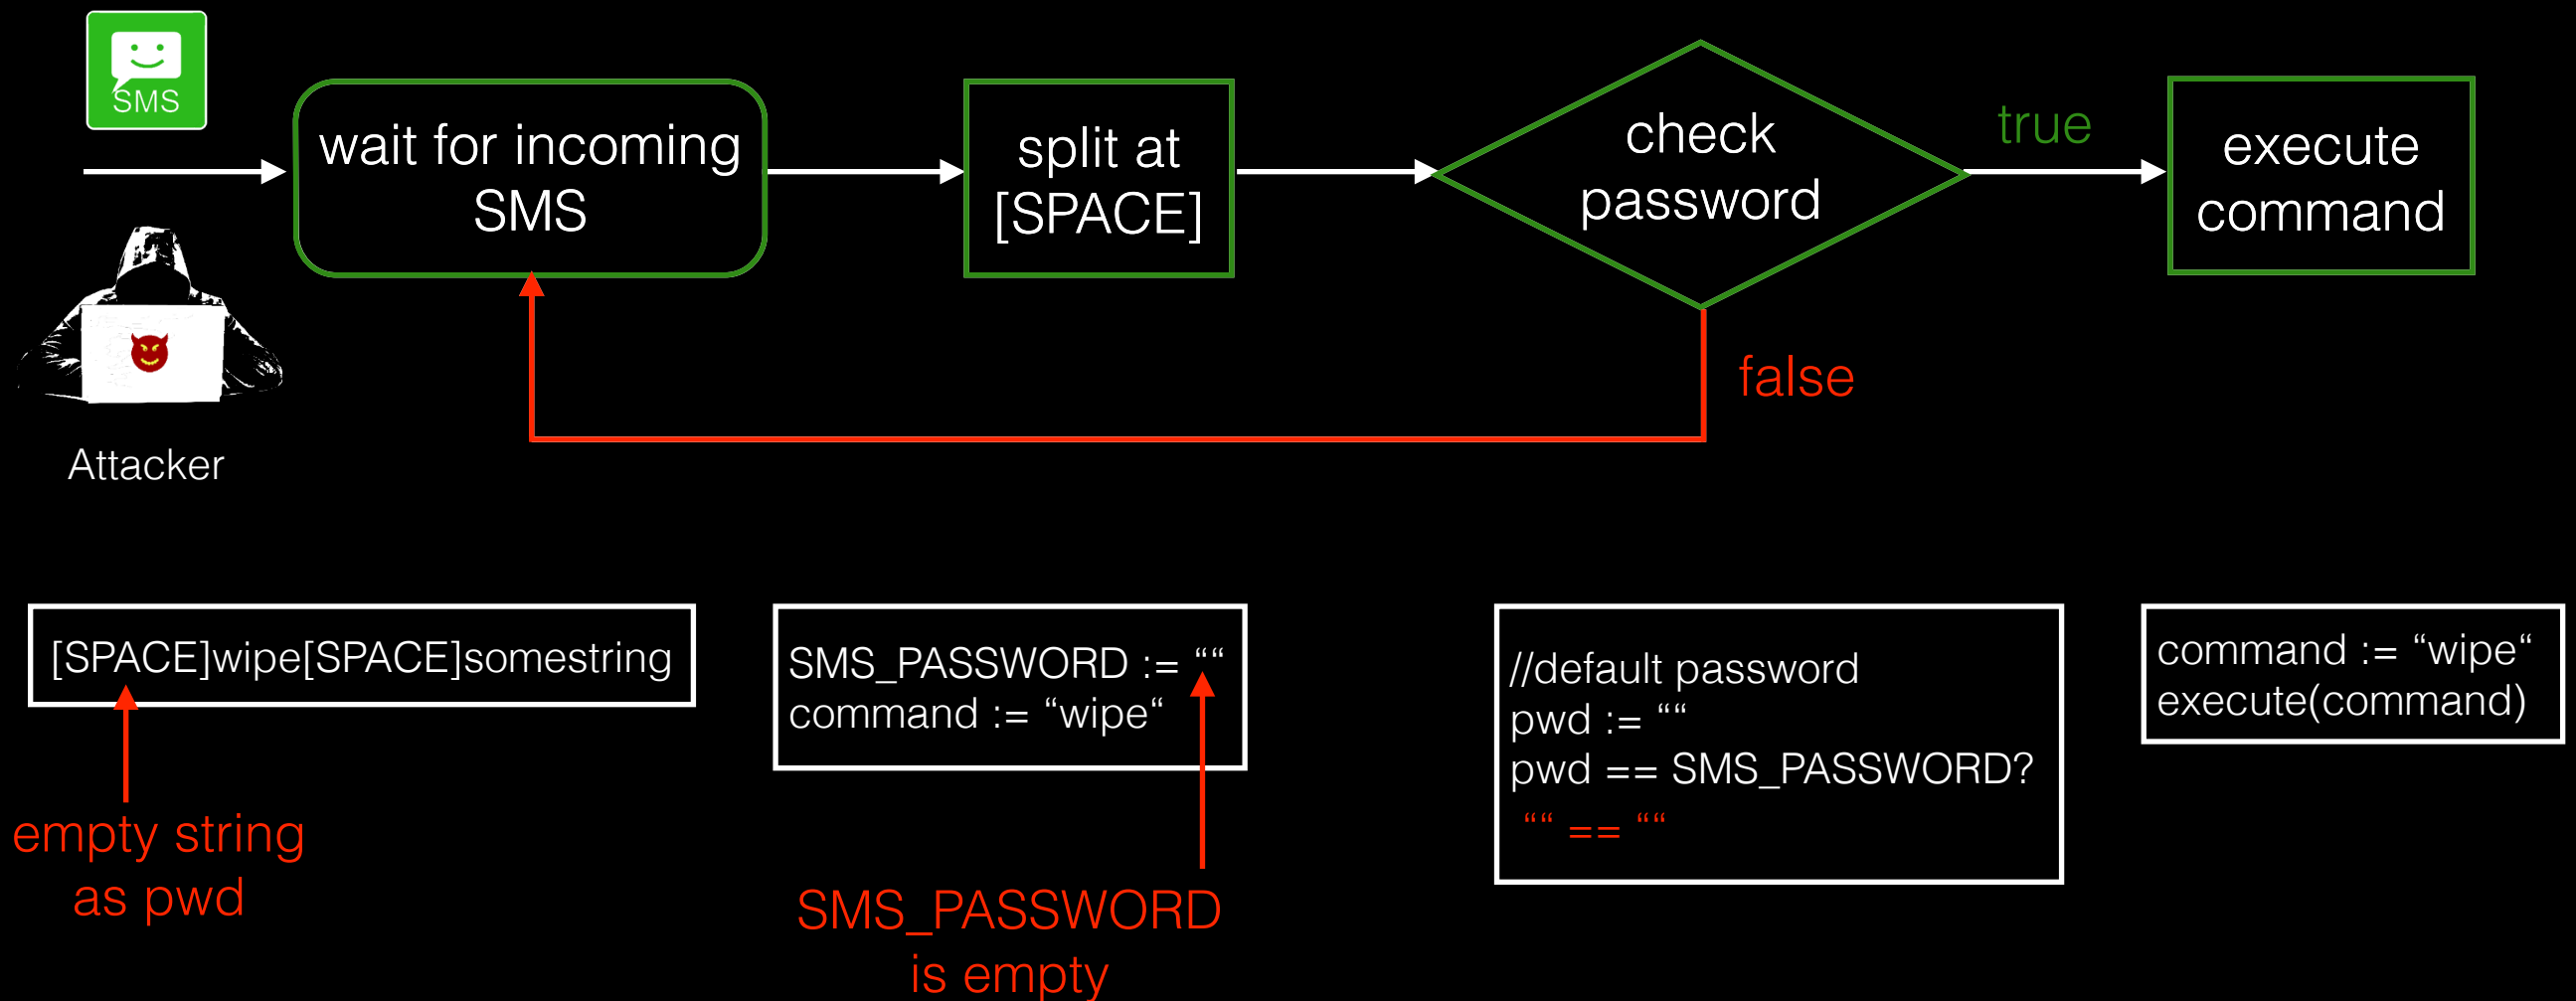 SMS
wait for incoming
SMS
split at
[SPACE]
check
password
true
execute
command
false
Attacker
[SPACE]wipe[SPACE]somestring
empty string
as pwd
SMS_PASSWORD := ““
command := “wipe“
SMS_PASSWORD
is empty
//default password
pwd := ““
pwd == SMS_PASSWORD?
““ == ““
command := “wipe“
execute(command)